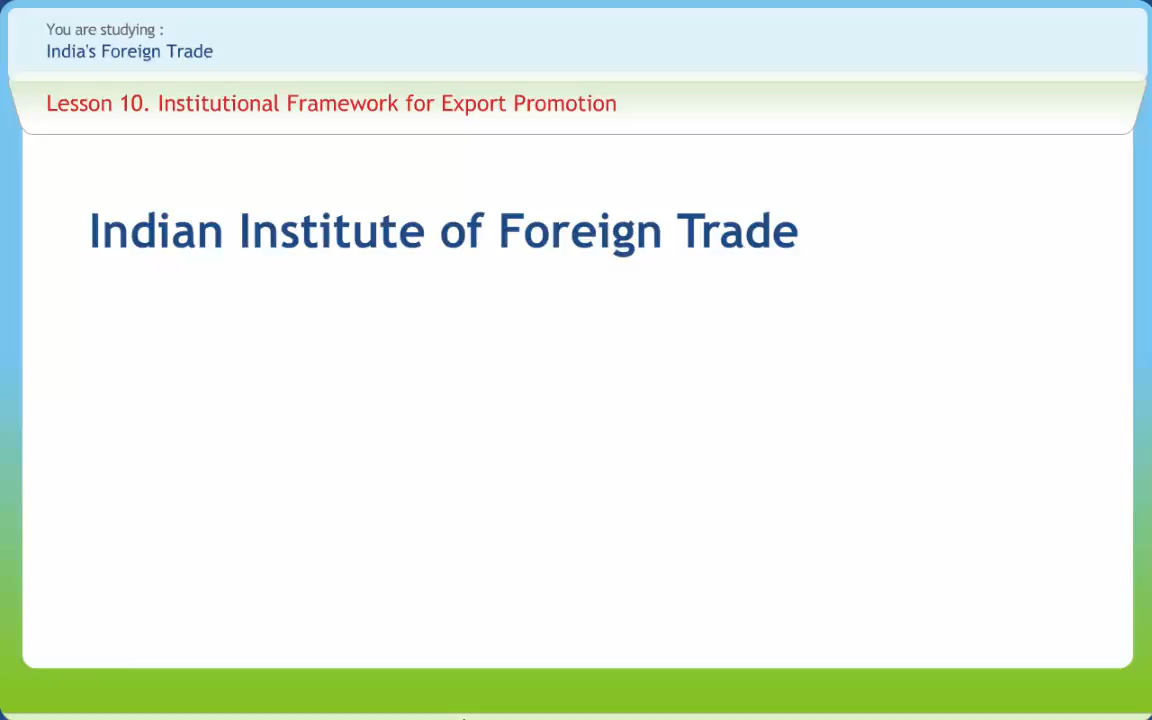 You are studying :
India's Foreign Trade
Lesson 10. Institutional Framework for Export Promotion
Indian Institute of Foreign Trade